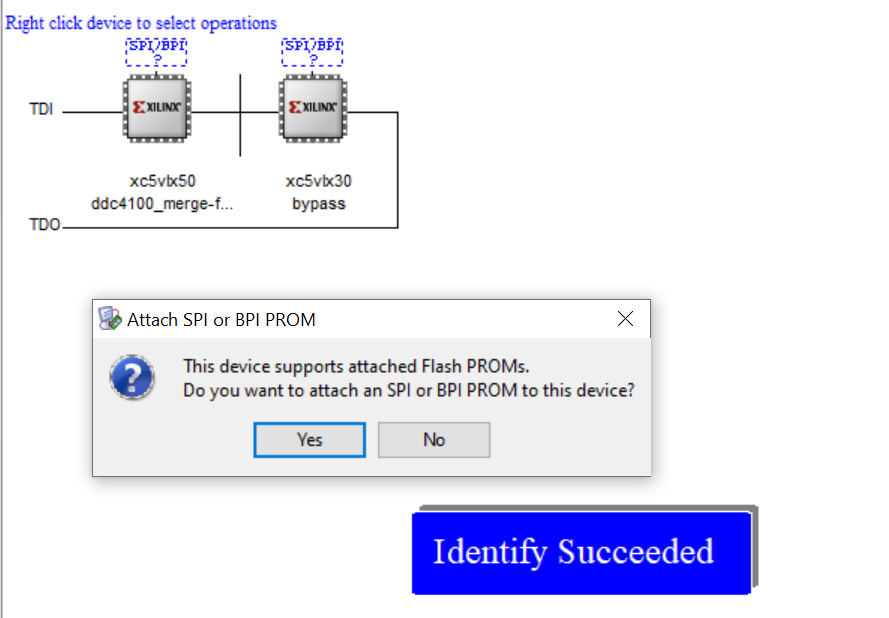 Right click device to select operations
SPI/BPI SPI/BPI
? ?
TDI
XILINX XILINX
xc5vlx50 xc5vlx30
ddc4100_merge-f... bypass
TDO
Attach SPI or BPI PROM
This device supports attached Flash PROMs.
Do you want to attach an SPI or BPI PROM to this device?
Yes No
Identify Succeeded